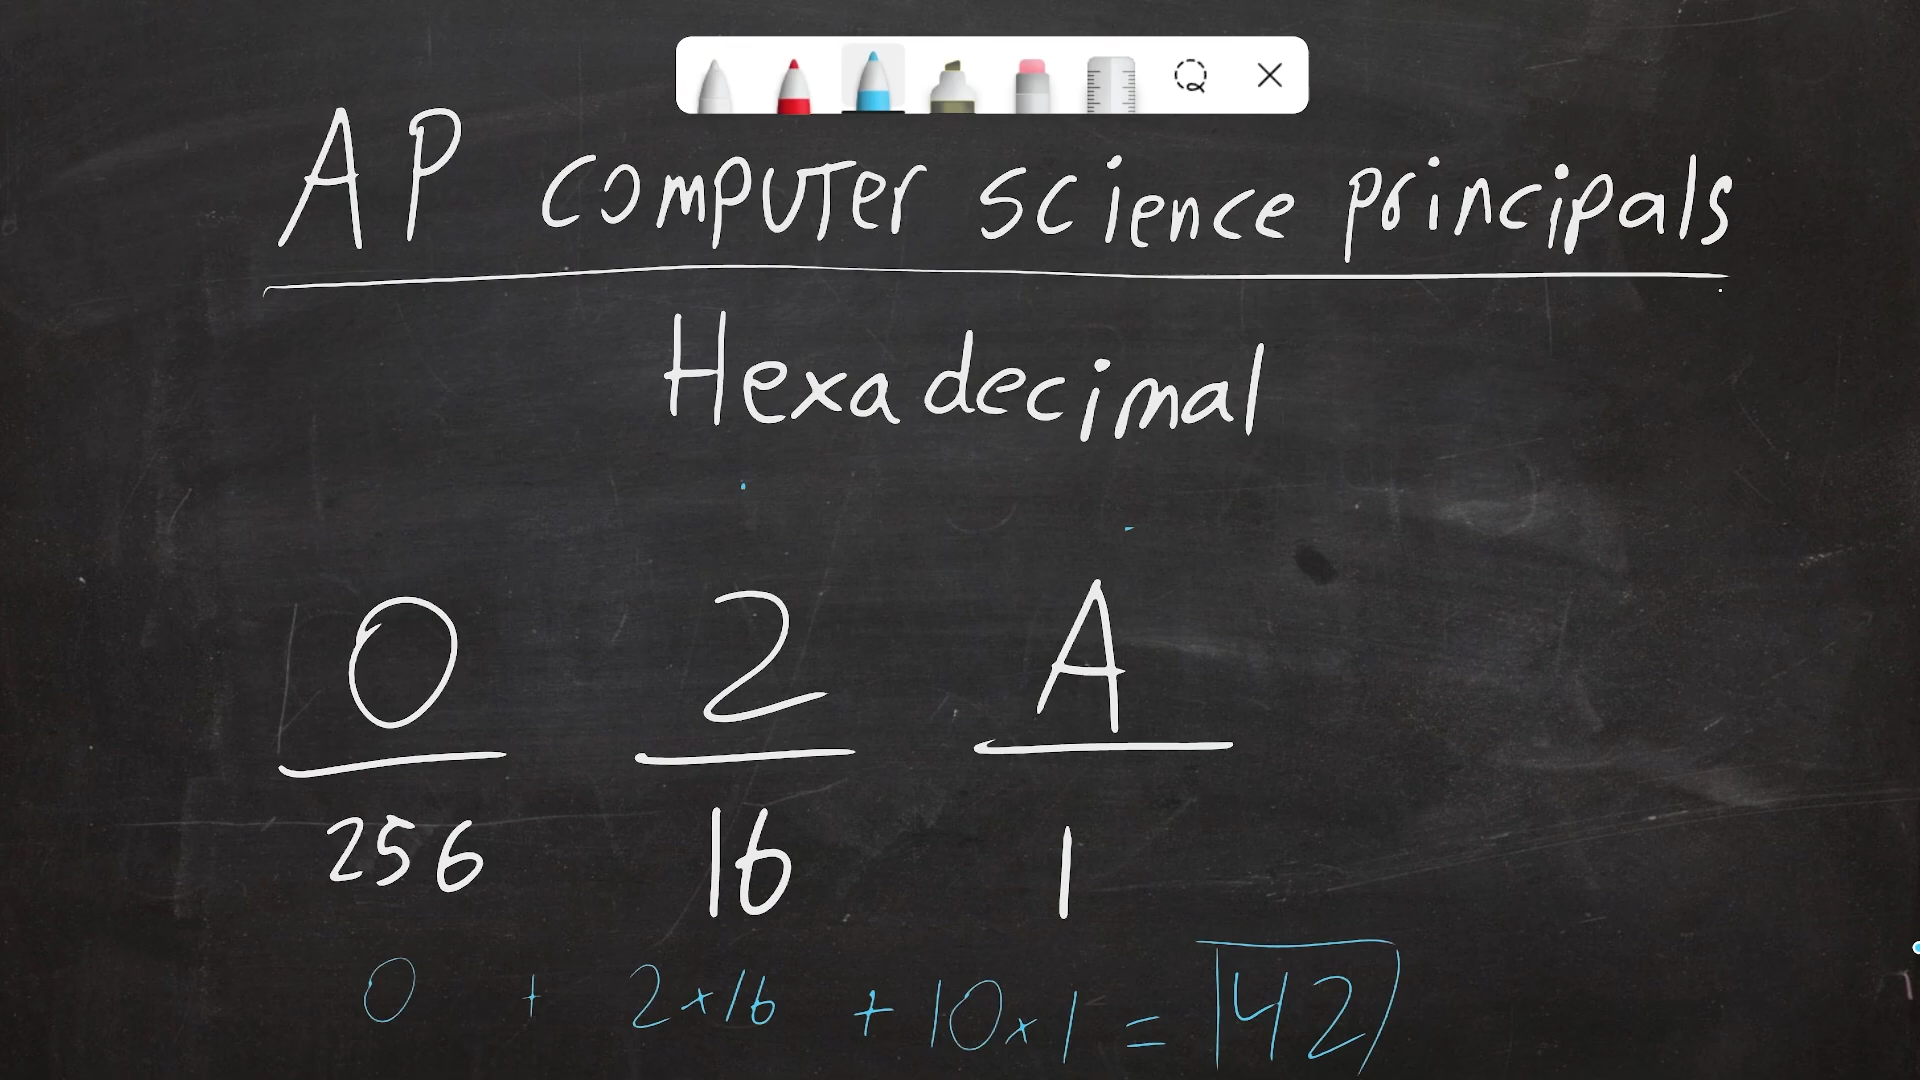 AP computer science principals
Hexadecimal
0 2 A
256 16 1
0 + 2 x 16 + 10 x 1 = 42